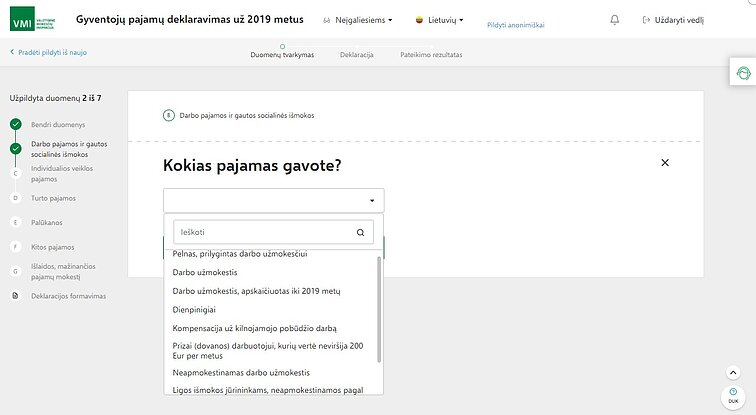 VMI VALSTYBINĖ MOKESČIŲ INSPEKCIJA
Gyventojų pajamų deklaravimas už 2019 metus
Neįgaliesiems
Lietuvių
Pildyti anonimiškai
Uždaryti vedlį
Pradėti pildyti iš naujo
Duomenų tvarkymas
Deklaracija
Pateikimo rezultatas
Užpildyta duomenų 2 iš 7
Bendri duomenys
Darbo pajamos ir gautos
socialinės išmokos
C Individualios veiklos
pajamos
D Turto pajamos
E Palūkanos
F Kitos pajamos
G Išlaidos, mažinančios
pajamų mokestį
Deklaracijos formavimas
B Darbo pajamos ir gautos socialinės išmokos
Kokias pajamas gavote?
Ieškoti
Pelnas, prilygintas darbo užmokesčiui
Darbo užmokestis
Darbo užmokestis, apskaičiuotas iki 2019 metų
Dienpinigiai
Kompensacija už kilnojamojo pobūdžio darbą
Prizai (dovanos) darbuotojui, kurių vertė neviršija 200
Eur per metus
Neapmokestinamas darbo užmokestis
Ligos išmokos jūrininkams, neapmokestinamos pagal
DUK